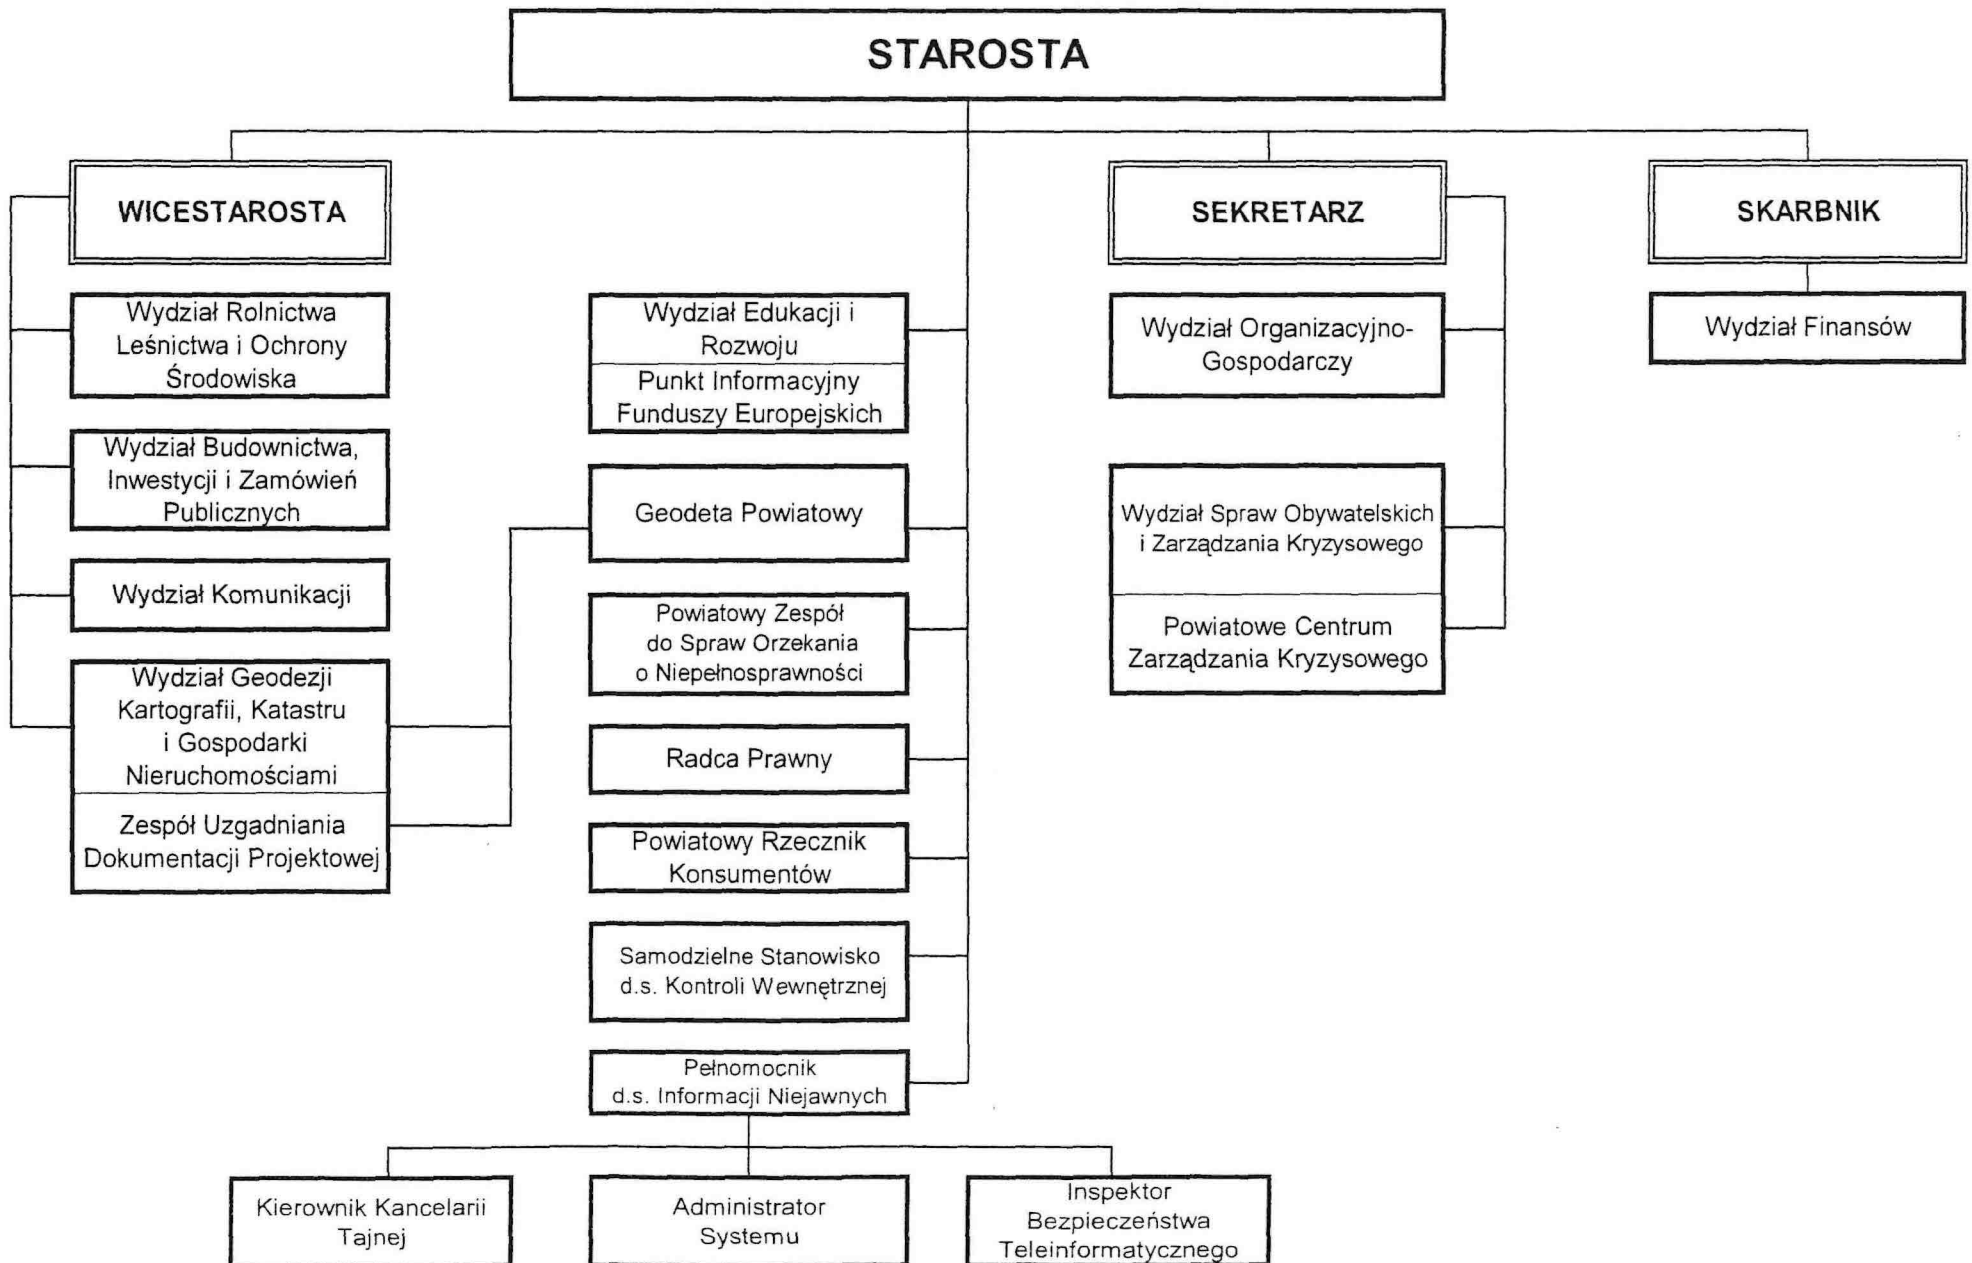 STAROSTA
WICESTAROSTA
SEKRETARZ
SKARBNIK
Wydział Rolnictwa
Leśnictwa i Ochrony
Środowiska
Wydział Budownictwa,
Inwestycji i Zamówień
Publicznych
Wydział Komunikacji
Wydział Geodezji
Kartografii, Katastru
i Gospodarki
Nieruchomościami
Zespół Uzgadniania
Dokumentacji Projektowej
Wydział Edukacji i
Rozwoju
Punkt Informacyjny
Funduszy Europejskich
Geodeta Powiatowy
Powiatowy Zespół
do Spraw Orzekania
o Niepełnosprawności
Radca Prawny
Powiatowy Rzecznik
Konsumentów
Samodzielne Stanowisko
d.s. Kontroli Wewnętrznej
Pełnomocnik
d.s. Informacji Niejawnych
Wydział Organizacyjno-
Gospodarczy
Wydział Spraw Obywatelskich
i Zarządzania Kryzysowego
Powiatowe Centrum
Zarządzania Kryzysowego
Wydział Finansów
Kierownik Kancelarii
Tajnej
Administrator
Systemu
Inspektor
Bezpieczeństwa
Teleinformatycznego